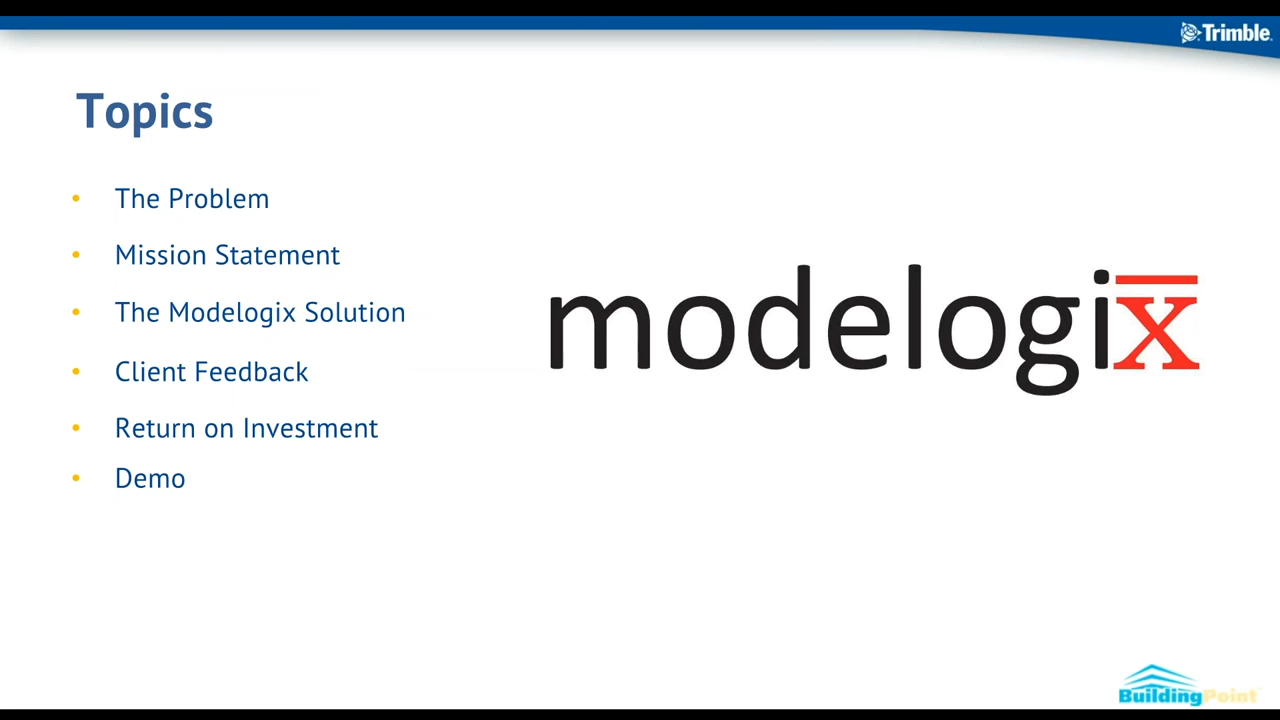 Trimble
Topics
• The Problem
• Mission Statement
• The Modelogix Solution
• Client Feedback
• Return on Investment
• Demo
modelogix
BuildingPoint